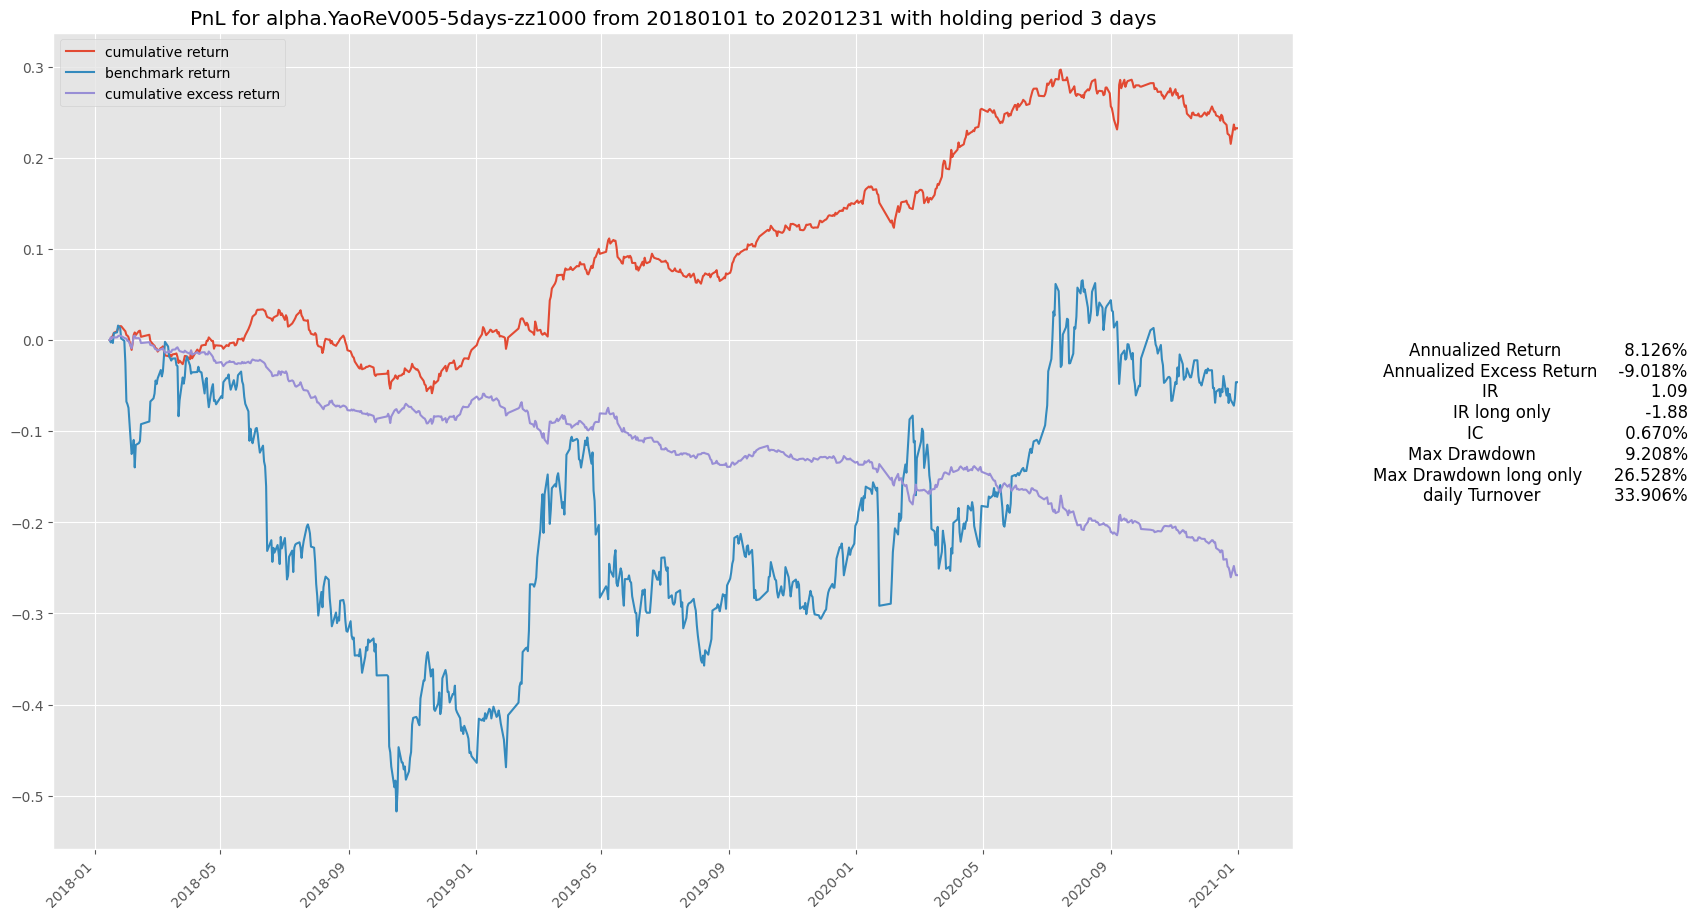 PnL for alpha.YaoReV005-5days-zz1000 from 20180101 to 20201231 with holding period 3 days
cumulative return
benchmark return
cumulative excess return
0.3
0.2
0.1
0.0
−0.1
−0.2
−0.3
−0.4
−0.5
2018-01
2018-05
2018-09
2019-01
2019-05
2019-09
2020-01
2020-05
2020-09
2021-01
Annualized Return 8.126%
Annualized Excess Return -9.018%
IR 1.09
IR long only -1.88
IC 0.670%
Max Drawdown 9.208%
Max Drawdown long only 26.528%
daily Turnover 33.906%